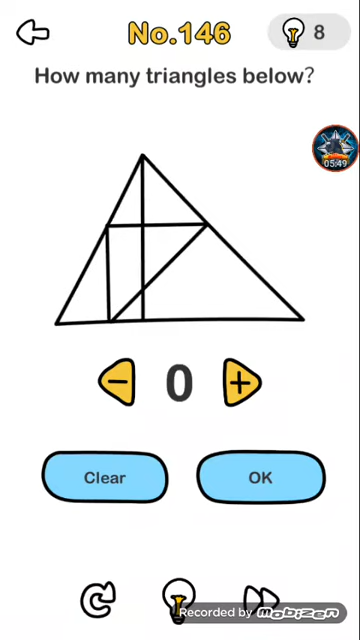 No.146
8
How many triangles below?
05:49
0
Clear
OK
Recorded by mobizen